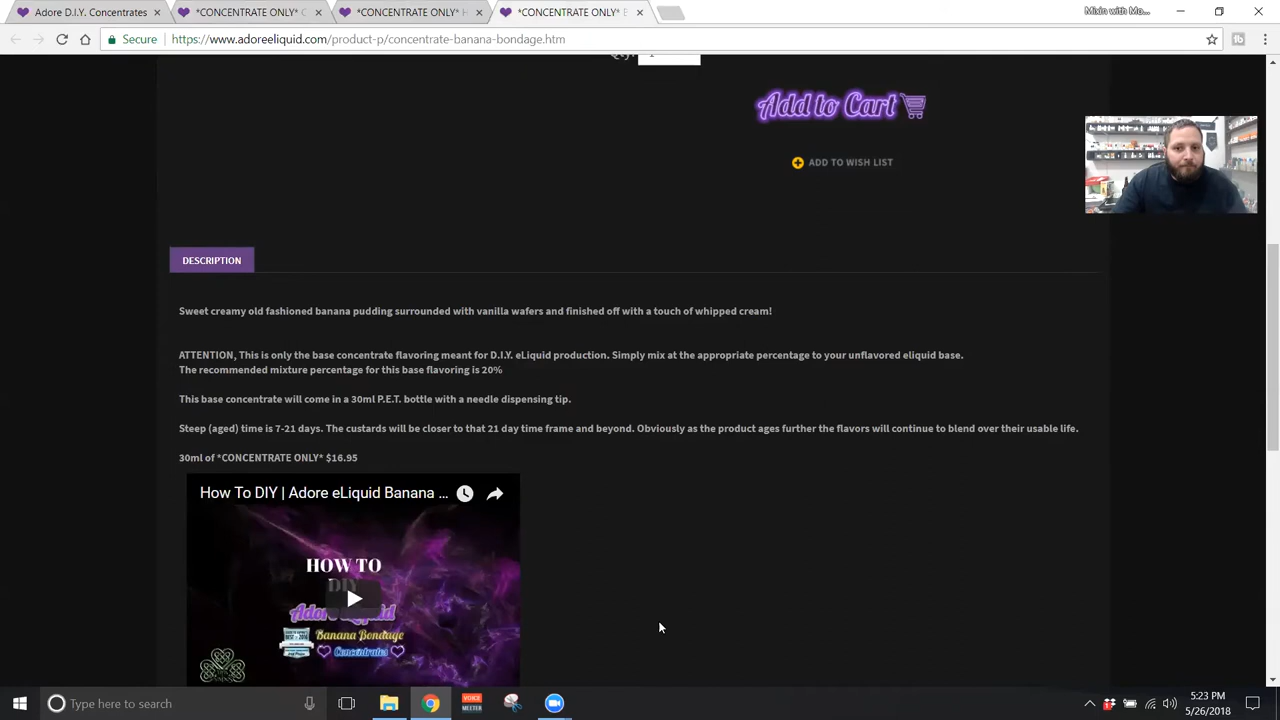 Adore D.I.Y. Concentrates
*CONCENTRATE ONLY* C
*CONCENTRATE ONLY* H
*CONCENTRATE ONLY* E
Mixin with Mo...
Secure
https://www.adoreeliquid.com/product-p/concentrate-banana-bondage.htm
Add to Cart
ADD TO WISH LIST
DESCRIPTION
Sweet creamy old fashioned banana pudding surrounded with vanilla wafers and finished off with a touch of whipped cream!
ATTENTION, This is only the base concentrate flavoring meant for D.I.Y. eLiquid production. Simply mix at the appropriate percentage to your unflavored eliquid base.
The recommended mixture percentage for this base flavoring is 20%
This base concentrate will come in a 30ml P.E.T. bottle with a needle dispensing tip.
Steep (aged) time is 7-21 days. The custards will be closer to that 21 day time frame and beyond. Obviously as the product ages further the flavors will continue to blend over their usable life.
30ml of *CONCENTRATE ONLY* $16.95
How To DIY | Adore eLiquid Banana ...
HOW TO
DIY
Adore eLiquid
Banana Bondage
Concentrates
Type here to search
VOICE
MEETER
5:23 PM
5/26/2018